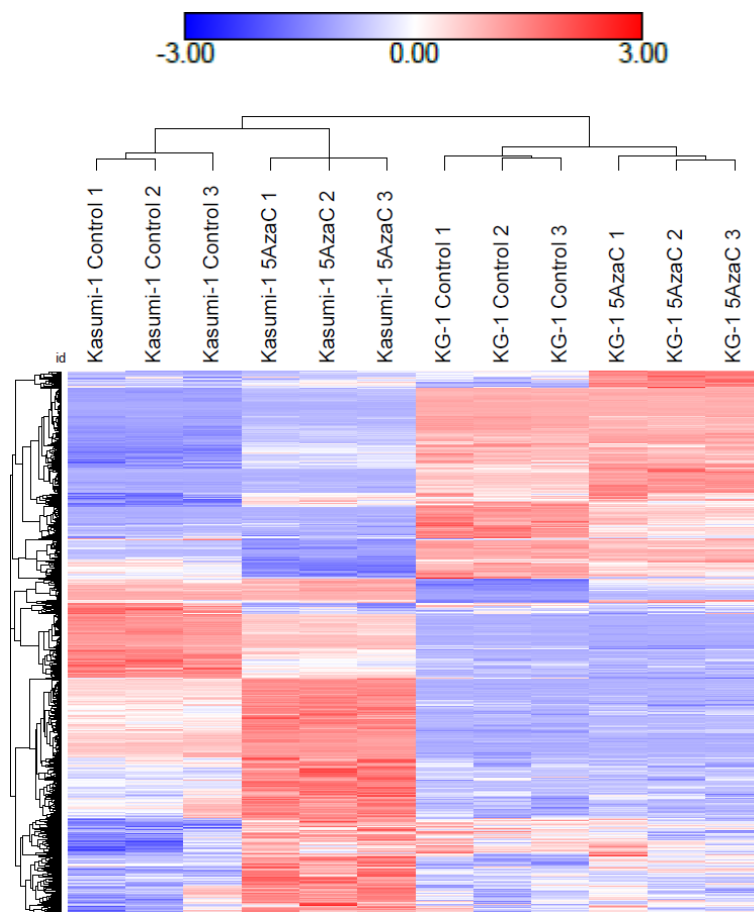 -3.00 0.00 3.00
Kasumi-1 Control 1
Kasumi-1 Control 2
Kasumi-1 Control 3
Kasumi-1 5AzaC 1
Kasumi-1 5AzaC 2
Kasumi-1 5AzaC 3
KG-1 Control 1
KG-1 Control 2
KG-1 Control 3
KG-1 5AzaC 1
KG-1 5AzaC 2
KG-1 5AzaC 3
id